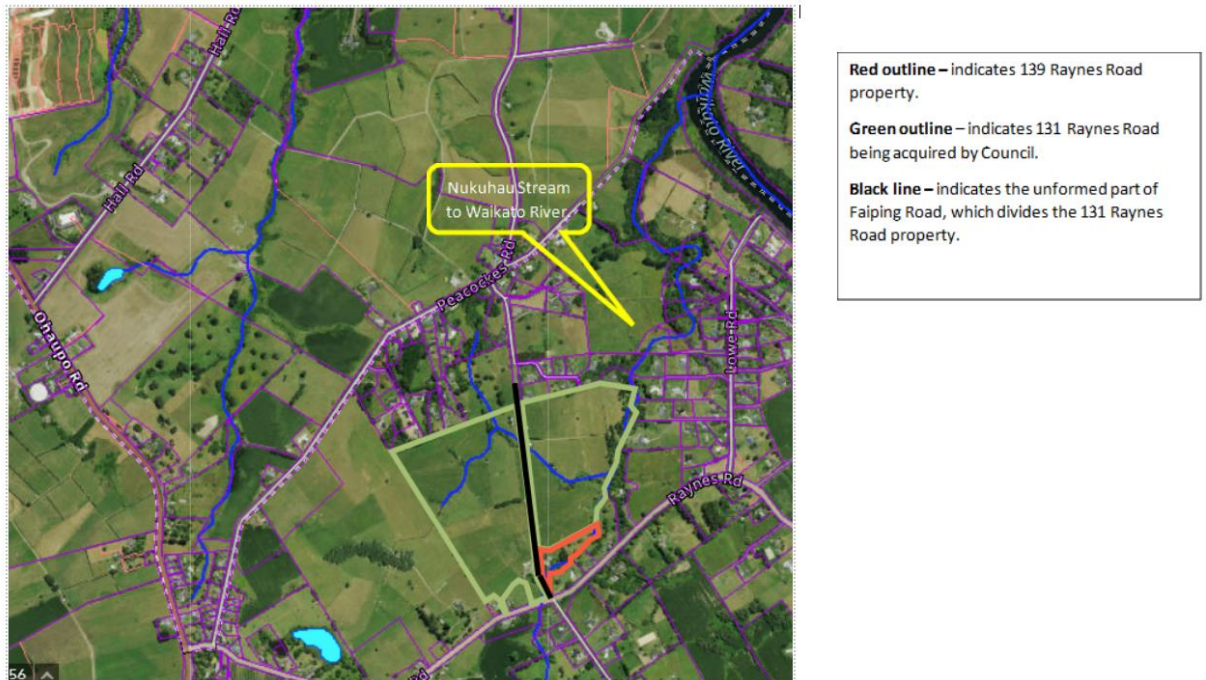 Hall Rd
Hall Rd
Waikato River
Nukuhau Stream
to Waikato River.
Peacockes Rd
Ohaupo Rd
Lowe Rd
Raynes Rd
56
Red outline – indicates 139 Raynes Road
property.
Green outline – indicates 131 Raynes Road
being acquired by Council.
Black line – indicates the unformed part of
Faiping Road, which divides the 131 Raynes
Road property.